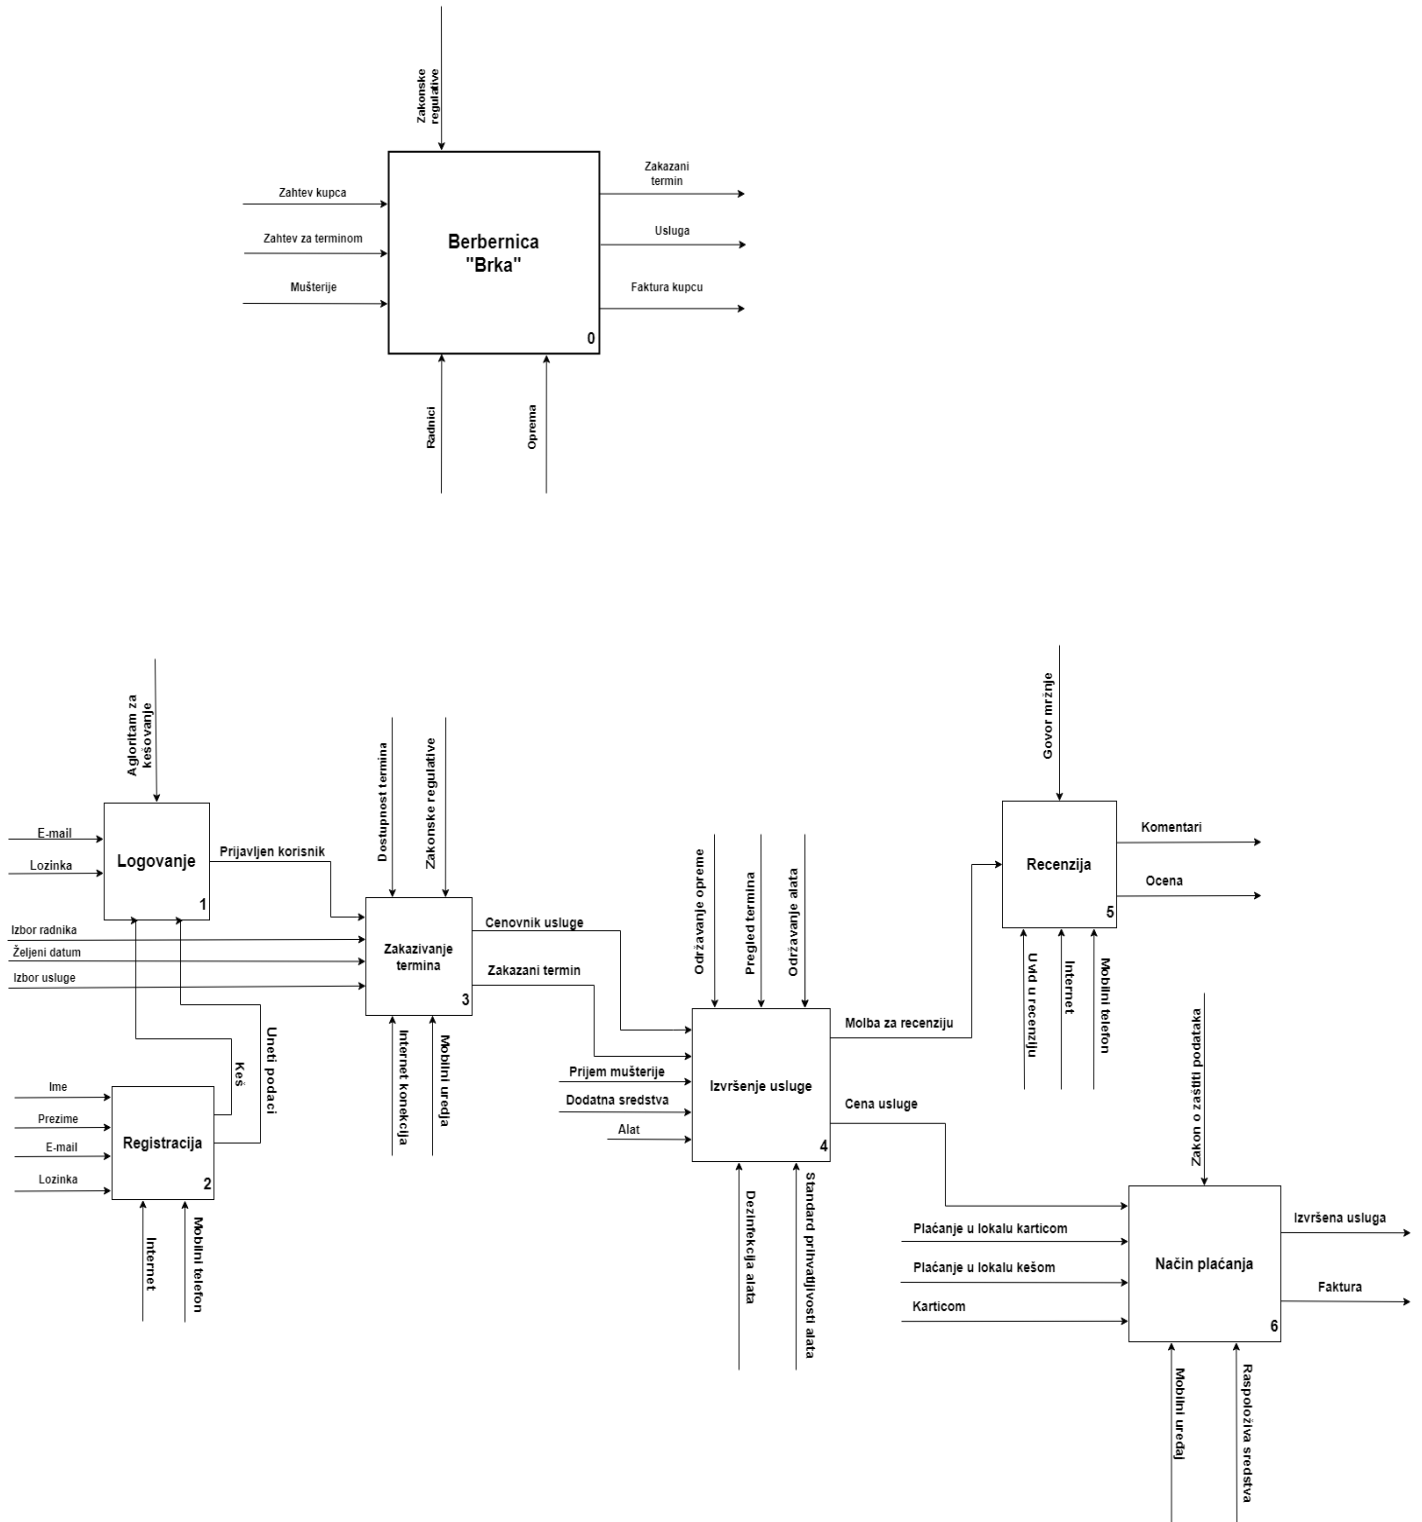 Zakonske
regulative
Zahtev kupca
Zahtev za terminom
Mušterije
Berbernica
"Brka"
0
Zakazani
termin
Usluga
Faktura kupcu
Radnici
Oprema
Agloritam za
kešovanje
E-mail
Lozinka
Logovanje
1
Prijavljen korisnik
Izbor radnika
Željeni datum
Izbor usluge
Keš
Uneti podaci
Ime
Prezime
E-mail
Lozinka
Registracija
2
Internet
Mobilni telefon
Dostupnost termina
Zakonske regulative
Zakazivanje
termina
3
Internet konekcija
Mobilni uredja
Cenovnik usluge
Zakazani termin
Održavanje opreme
Pregled termina
Održavanje alata
Prijem mušterije
Dodatna sredstva
Alat
Izvršenje usluge
4
Dezinfekcija alata
Standard prihvatljivosti alata
Molba za recenziju
Cena usluge
Govor mržnje
Recenzija
5
Komentari
Ocena
Uvid u recenziju
Internet
Mobilni telefon
Zakon o zaštiti podataka
Plaćanje u lokalu karticom
Plaćanje u lokalu kešom
Karticom
Način plaćanja
6
Izvršena usluga
Faktura
Mobilni uređaj
Raspoloživa sredstva